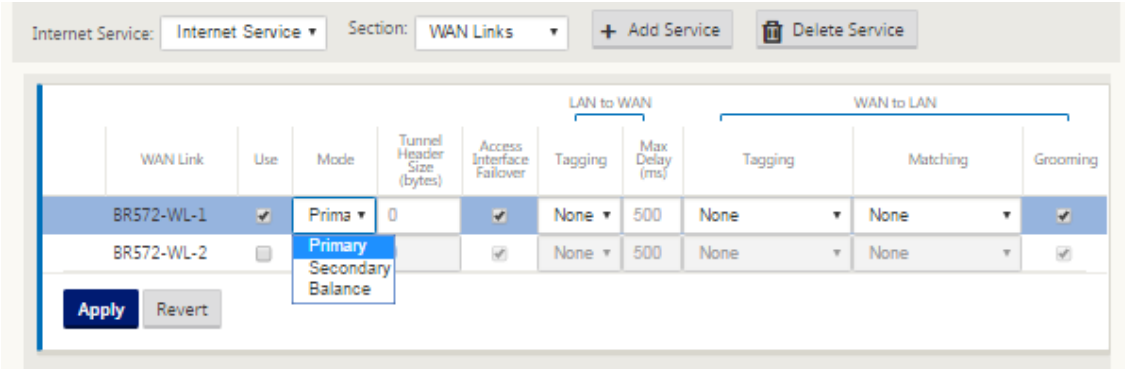 Internet Service: Internet Service Section: WAN Links + Add Service Delete Service
LAN to WAN WAN to LAN
WAN Link Use Mode Tunnel Header Size (bytes) Access Interface Failover Tagging Max Delay (ms) Tagging Matching Grooming
BR572-WL-1 Prima 0 None 500 None None
BR572-WL-2 None 500 None None
Primary
Secondary
Balance
Apply Revert